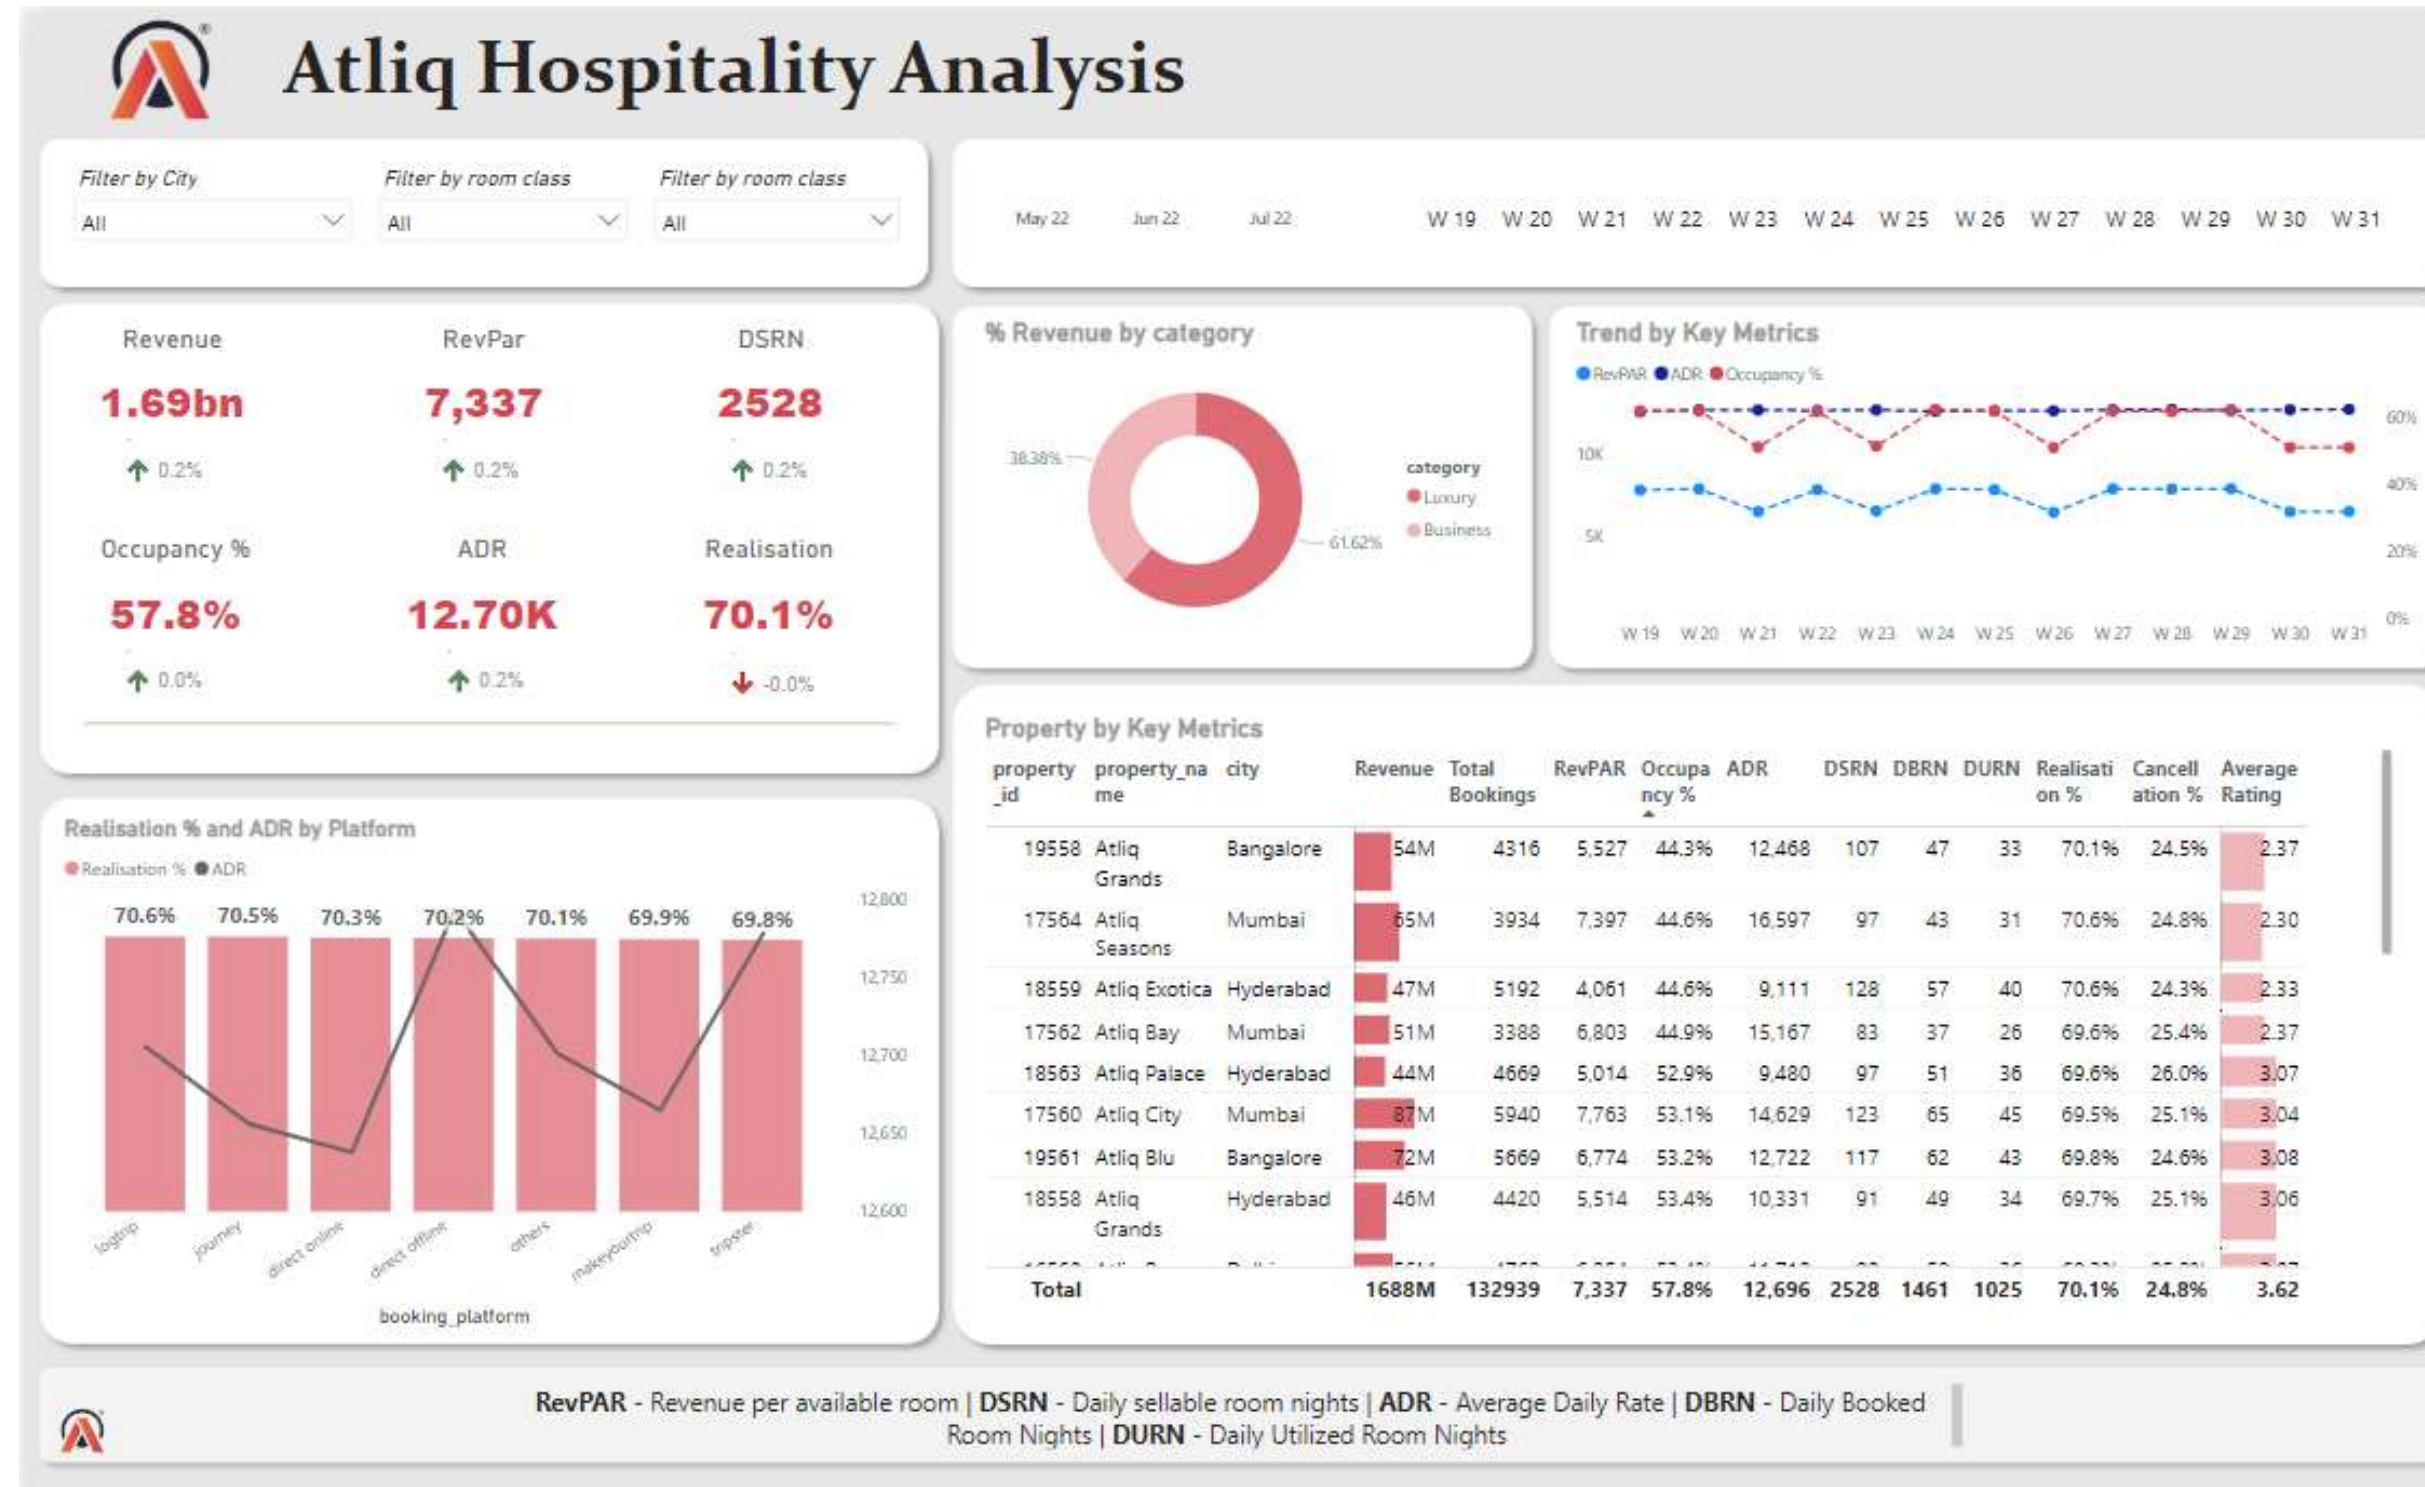 Atliq Hospitality Analysis
Filter by City
All
Filter by room class
All
Filter by room class
All
May 22 Jun 22 Jul 22
W 19 W 20 W 21 W 22 W 23 W 24 W 25 W 26 W 27 W 28 W 29 W 30 W 31
Revenue
1.69bn
0.2%
RevPar
7,337
0.2%
DSRN
2528
0.2%
Occupancy %
57.8%
0.0%
ADR
12.70K
0.2%
Realisation
70.1%
-0.0%
% Revenue by category
38.38%
61.62%
category
Luxury
Business
Trend by Key Metrics
RevPAR ADR Occupancy %
10K
5K
60%
40%
20%
0%
W 19 W 20 W 21 W 22 W 23 W 24 W 25 W 26 W 27 W 28 W 29 W 30 W 31
Realisation % and ADR by Platform
Realisation % ADR
70.6% 70.5% 70.3% 70.2% 70.1% 69.9% 69.8%
12,800
12,750
12,700
12,650
12,600
logtrip journey direct online direct offline others makeyourtrip tripster
booking_platform
Property by Key Metrics
property property_na city Revenue Total RevPAR Occupa ADR DSRN DBRN DURN Realisati Cancell Average
_id me Bookings ncy % on % ation % Rating
19558 Atliq Bangalore 54M 4316 5,527 44.3% 12,468 107 47 33 70.1% 24.5% 2.37
Grands
17564 Atliq Mumbai 65M 3934 7,397 44.6% 16,597 97 43 31 70.6% 24.8% 2.30
Seasons
18559 Atliq Exotica Hyderabad 47M 5192 4,061 44.6% 9,111 128 57 40 70.6% 24.3% 2.33
17562 Atliq Bay Mumbai 51M 3388 6,803 44.9% 15,167 83 37 26 69.6% 25.4% 2.37
18563 Atliq Palace Hyderabad 44M 4669 5,014 52.9% 9,480 97 51 36 69.6% 26.0% 3.07
17560 Atliq City Mumbai 87M 5940 7,763 53.1% 14,629 123 65 45 69.5% 25.1% 3.04
19561 Atliq Blu Bangalore 72M 5669 6,774 53.2% 12,722 117 62 43 69.8% 24.6% 3.08
18558 Atliq Hyderabad 46M 4420 5,514 53.4% 10,331 91 49 34 69.7% 25.1% 3.06
Grands
Total 1688M 132939 7,337 57.8% 12,696 2528 1461 1025 70.1% 24.8% 3.62
RevPAR - Revenue per available room | DSRN - Daily sellable room nights | ADR - Average Daily Rate | DBRN - Daily Booked
Room Nights | DURN - Daily Utilized Room Nights